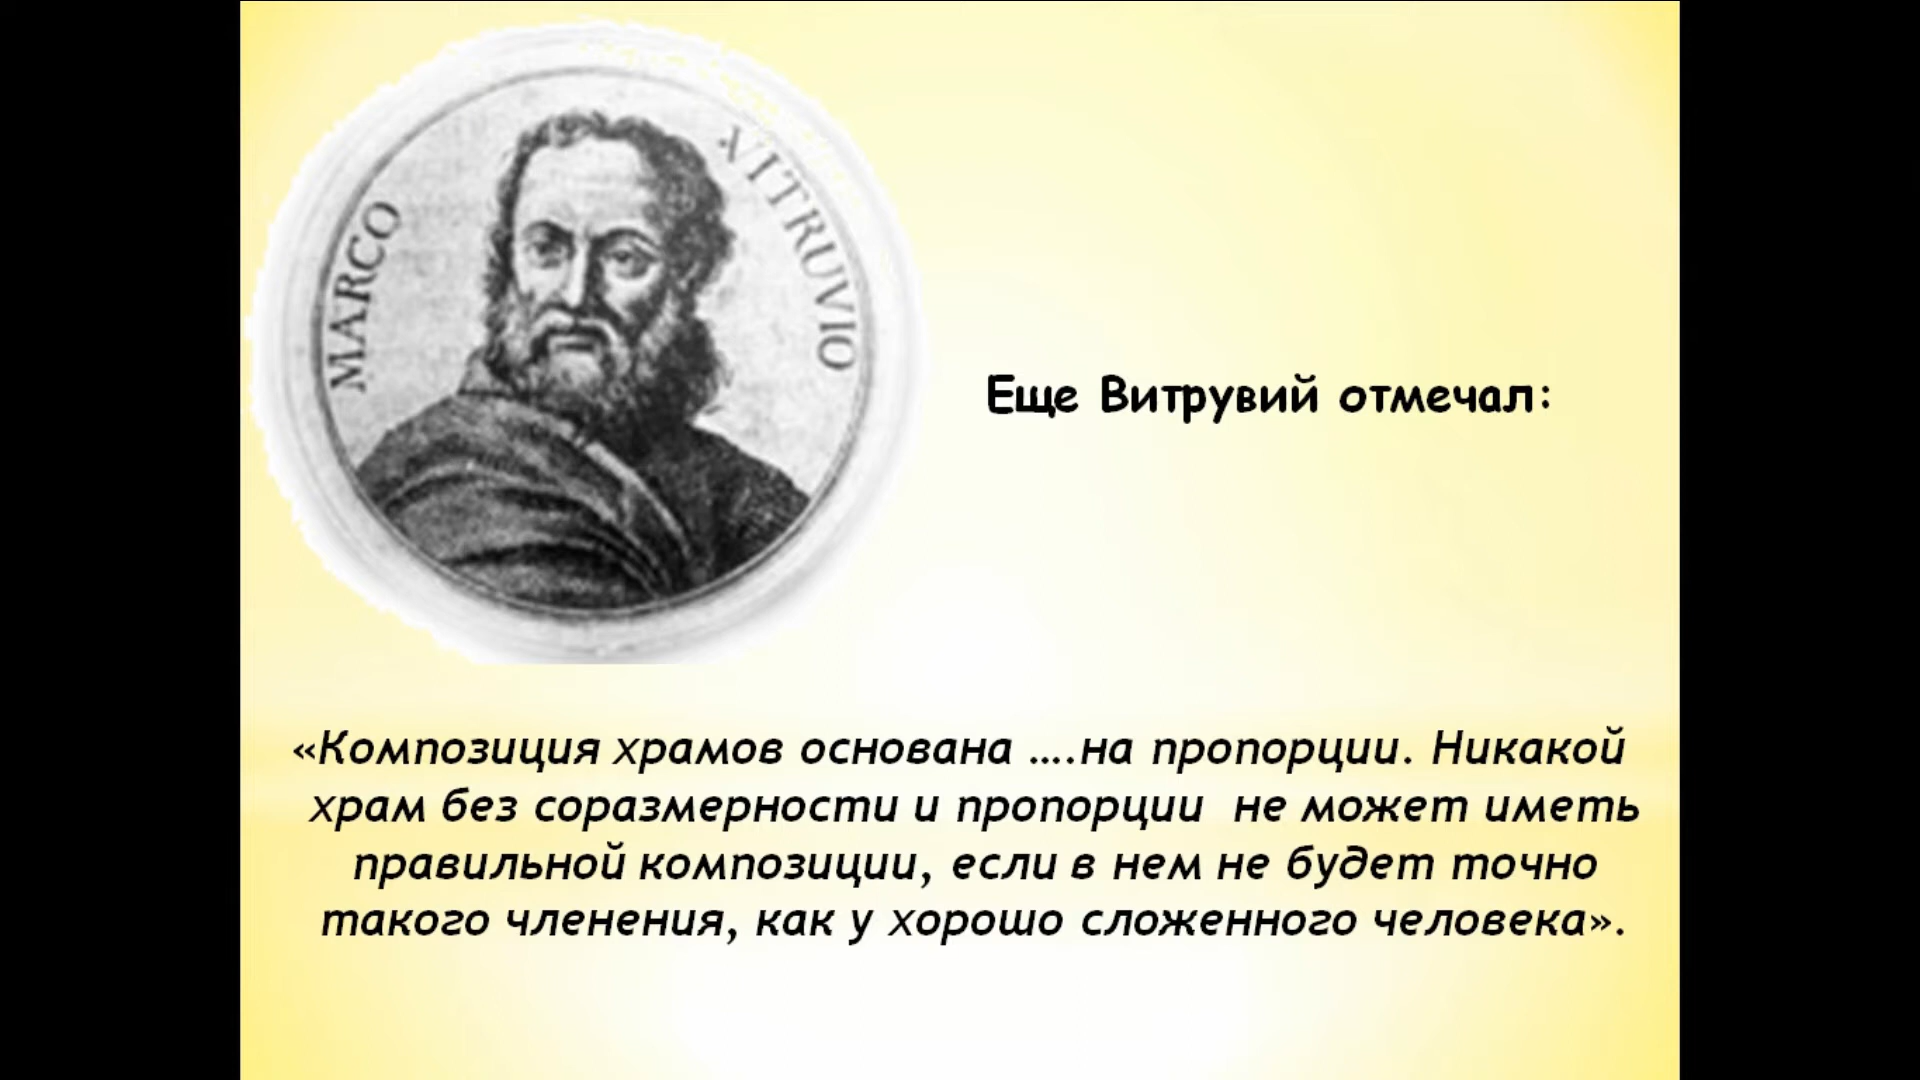 MARCO
VITRUVIO
Еще Витрувий отмечал:
«Композиция храмов основана ….на пропорции. Никакой
храм без соразмерности и пропорции не может иметь
правильной композиции, если в нем не будет точно
такого членения, как у хорошо сложенного человека».